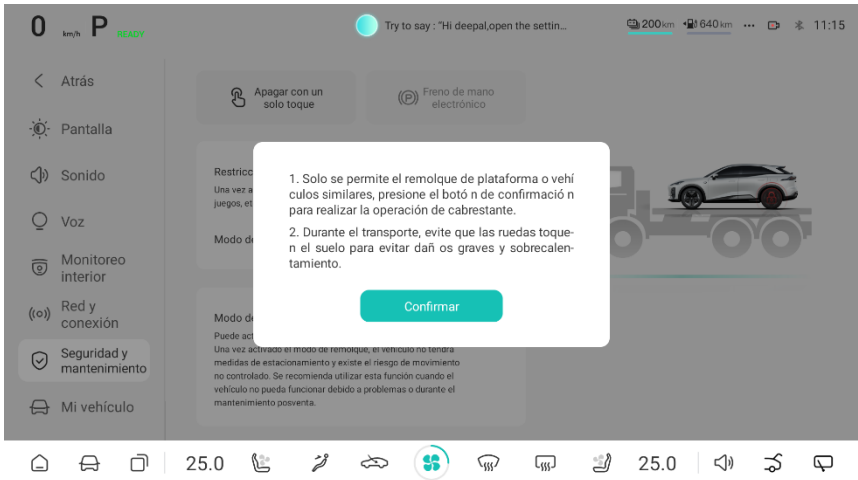 0 km/h P READY
Try to say : "Hi deepal,open the settin...
200km 640km ... 11:15
Atrás
Pantalla
Sonido
Voz
Monitoreo
interior
Red y
conexión
Seguridad y
mantenimiento
Mi vehículo
Apagar con un
solo toque
Freno de mano
electrónico
Restricc
Una vez a
juegos, et
Modo de
1. Solo se permite el remolque de plataforma o vehí
culos similares, presione el botó n de confirmació n
para realizar la operación de cabrestante.
2. Durante el transporte, evite que las ruedas toque-
n el suelo para evitar dañ os graves y sobrecalen-
tamiento.
Confirmar
Modo de
Puede act
Una vez activado el modo de remolque, el vehículo no tendrá
medidas de estacionamiento y existe el riesgo de movimiento
no controlado. Se recomienda utilizar esta función cuando el
vehículo no pueda funcionar debido a problemas o durante el
mantenimiento posventa.
25.0
25.0